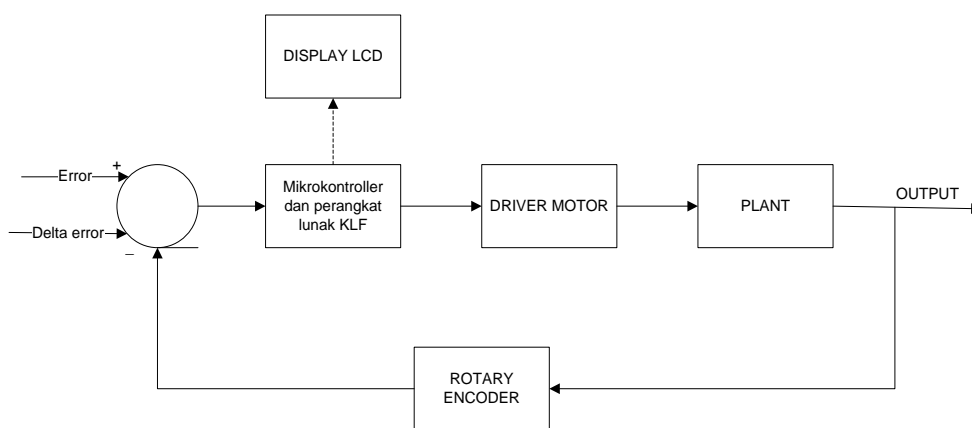 DISPLAY LCD
+
Error
Delta error
–
Mikrokontroller
dan perangkat
lunak KLF
DRIVER MOTOR
PLANT
OUTPUT
ROTARY
ENCODER